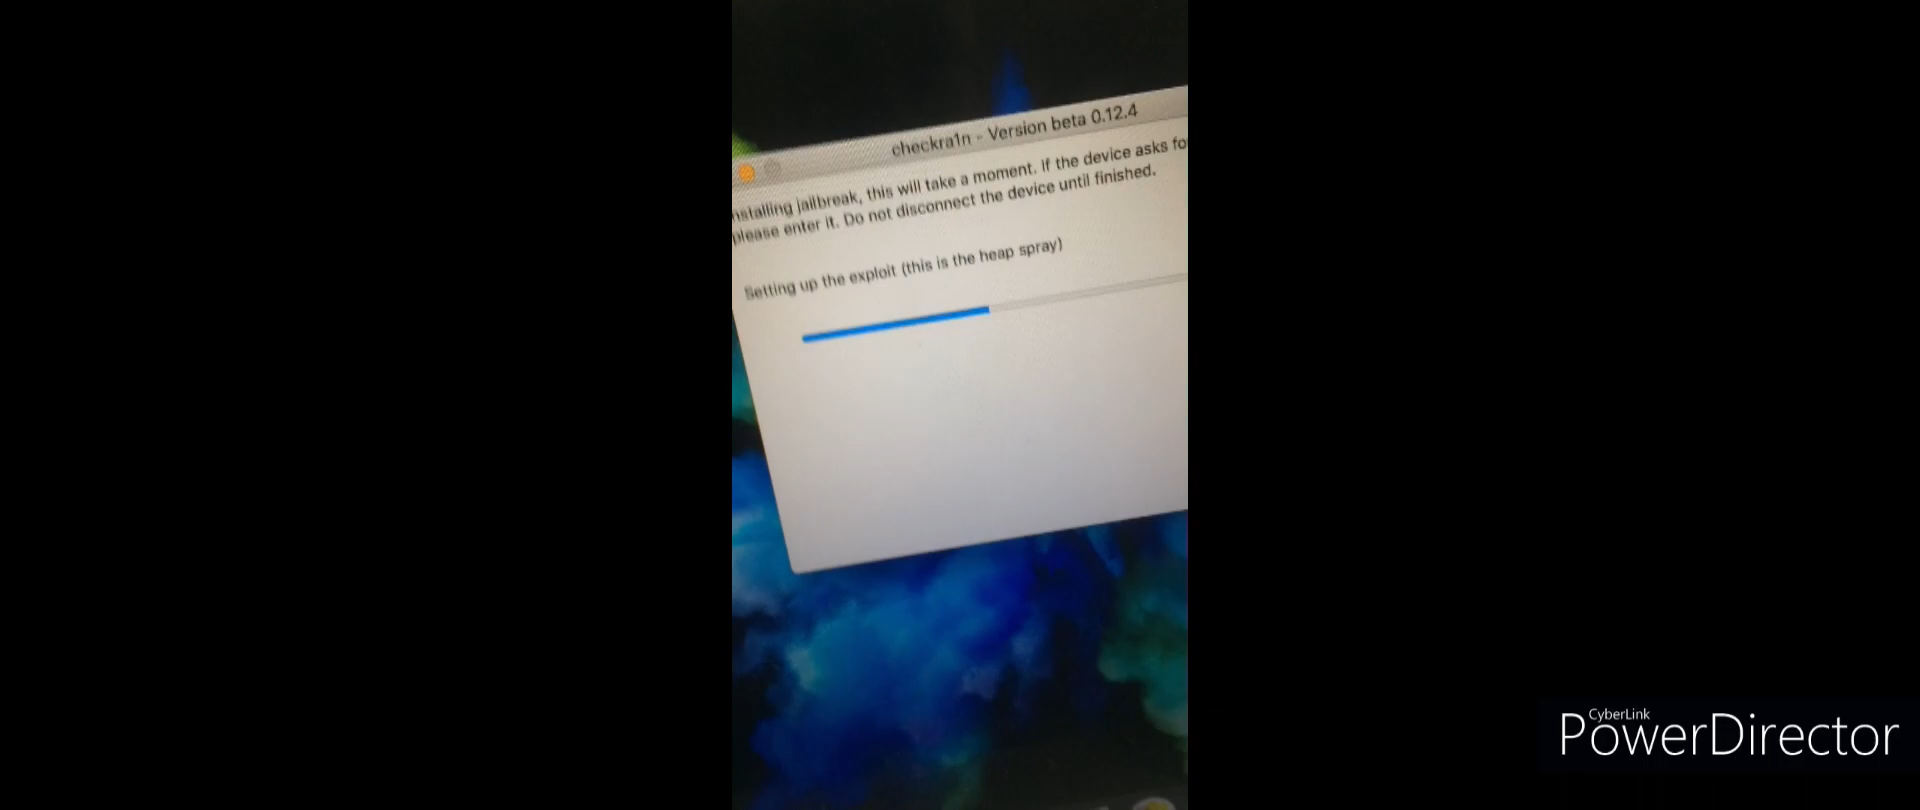 checkra1n - Version beta 0.12.4
nstalling jailbreak, this will take a moment. If the device asks fo
please enter it. Do not disconnect the device until finished.
Setting up the exploit (this is the heap spray)
CyberLink
PowerDirector